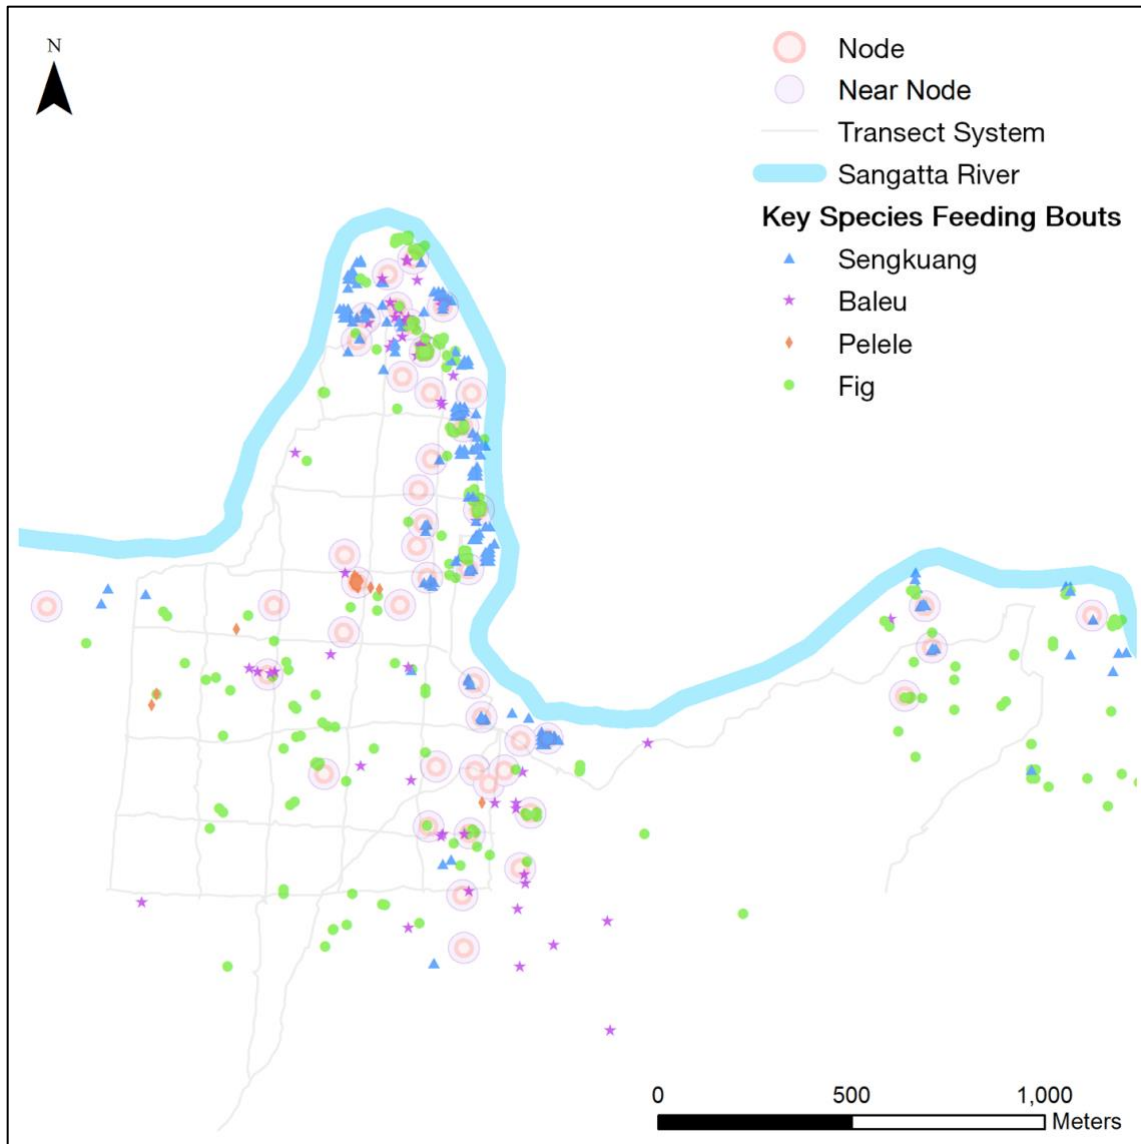 N
Node
Near Node
Transect System
Sangatta River
Key Species Feeding Bouts
Sengkuang
Baleu
Pelele
Fig
0 500 1,000
Meters